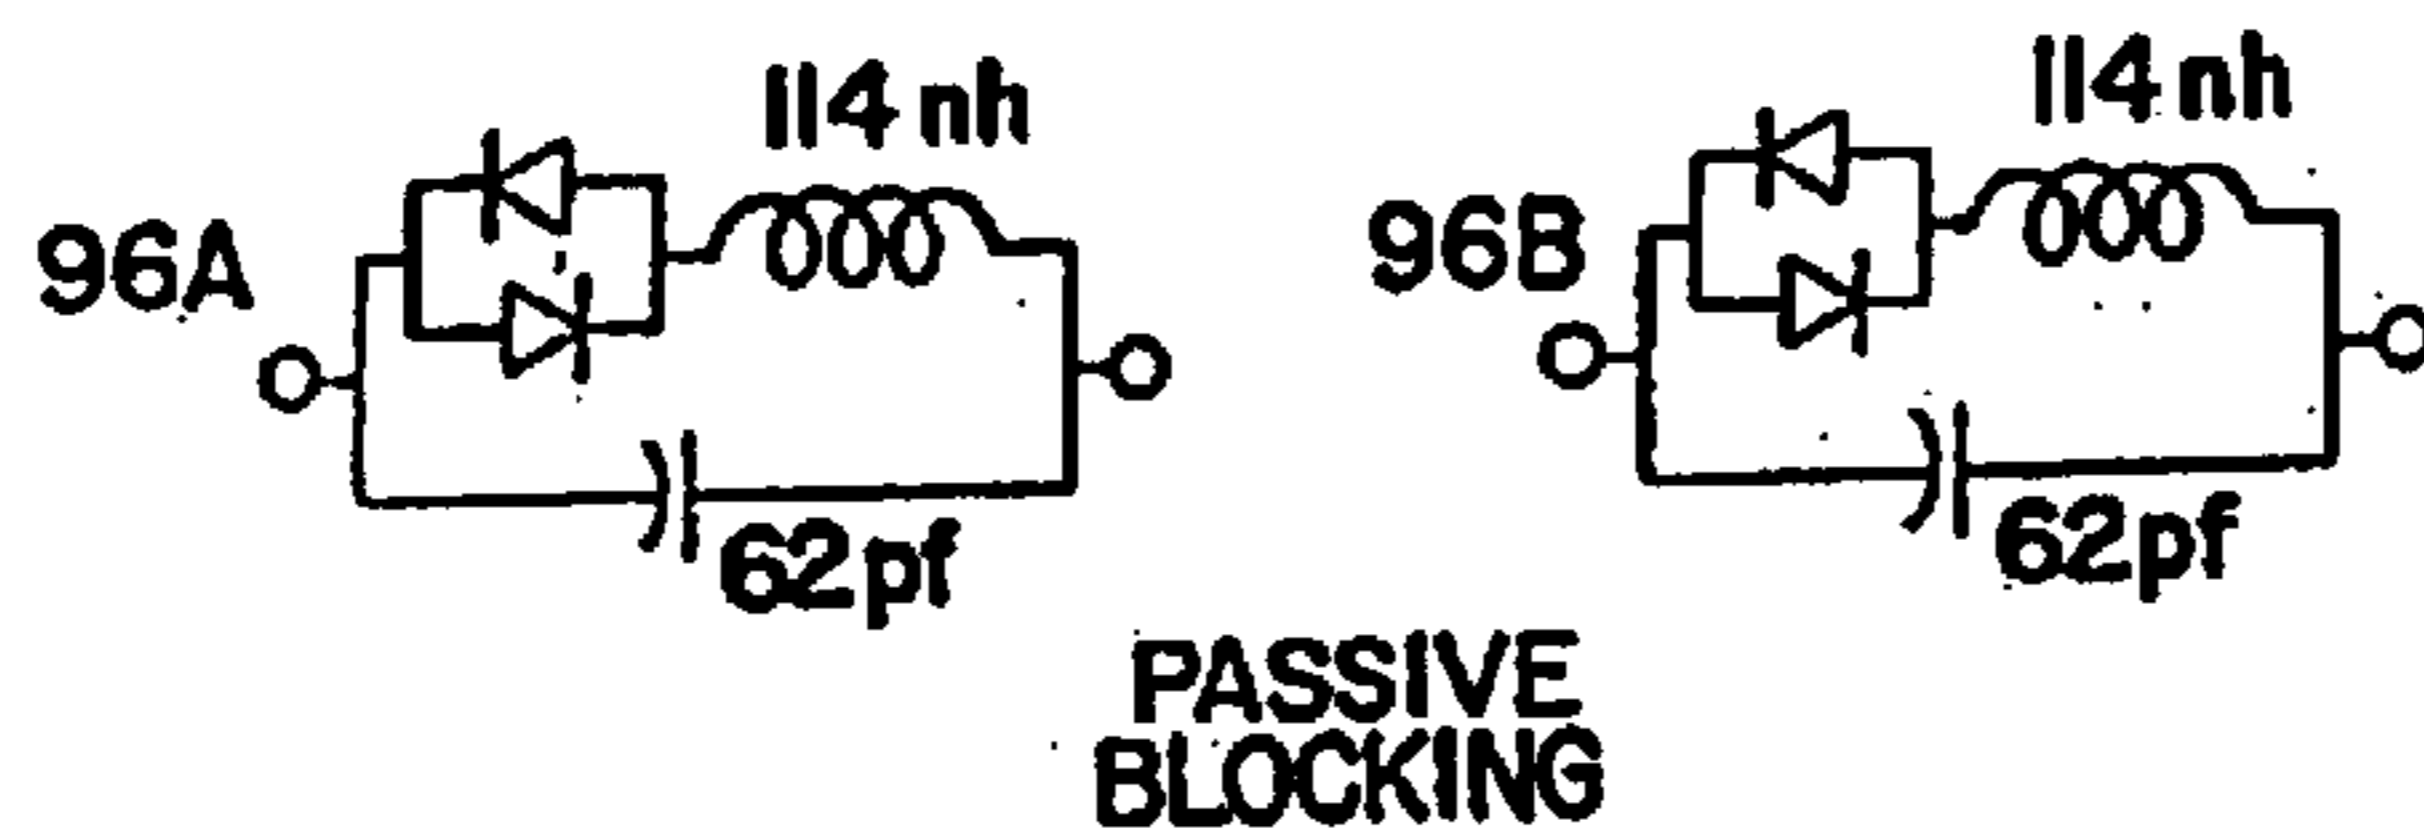 114 nh
114 nh
96A
96B
62pf
62pf
PASSIVE
BLOCKING